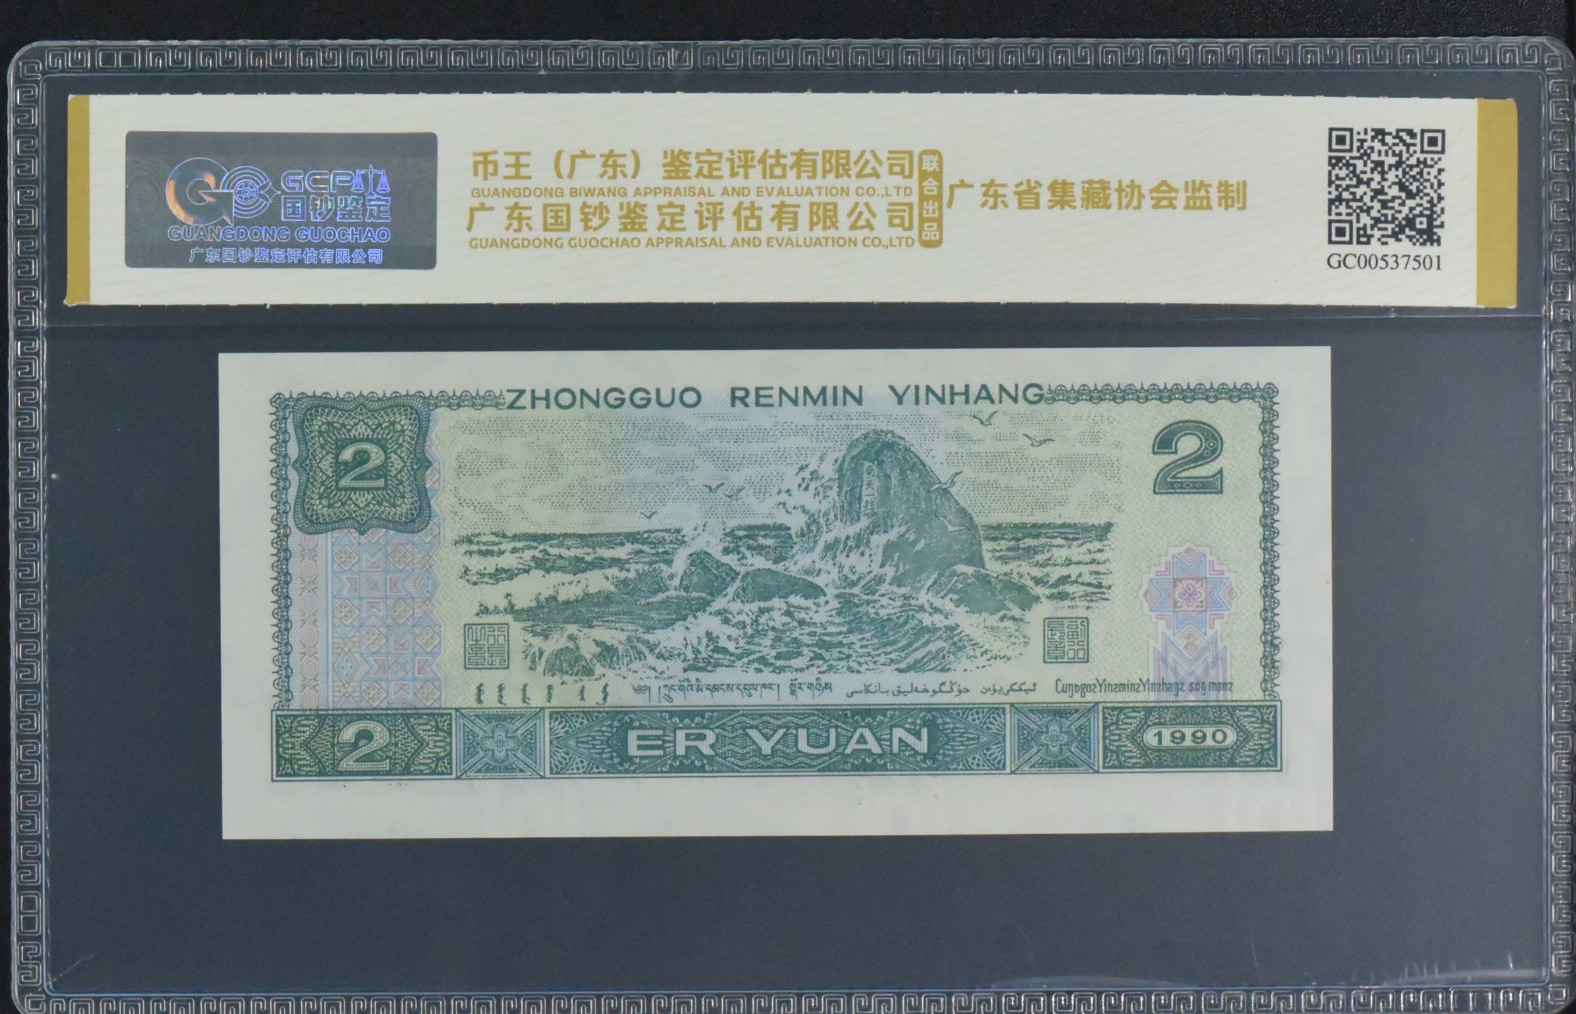 GCP
国钞鉴定
GUANGDONG GUOCHAO
广东国钞鉴定评估有限公司
币王（广东）鉴定评估有限公司
GUANGDONG BIWANG APPRAISAL AND EVALUATION CO.,LTD
广东国钞鉴定评估有限公司
GUANGDONG GUOCHAO APPRAISAL AND EVALUATION CO.,LTD
联合出品
广东省集藏协会监制
GC00537501
ZHONGGUO RENMIN YINHANG
2
2
Cuŋƅgoƨ Yinƨminƨ Yinƨhaŋƨ
2
ER YUAN
1990